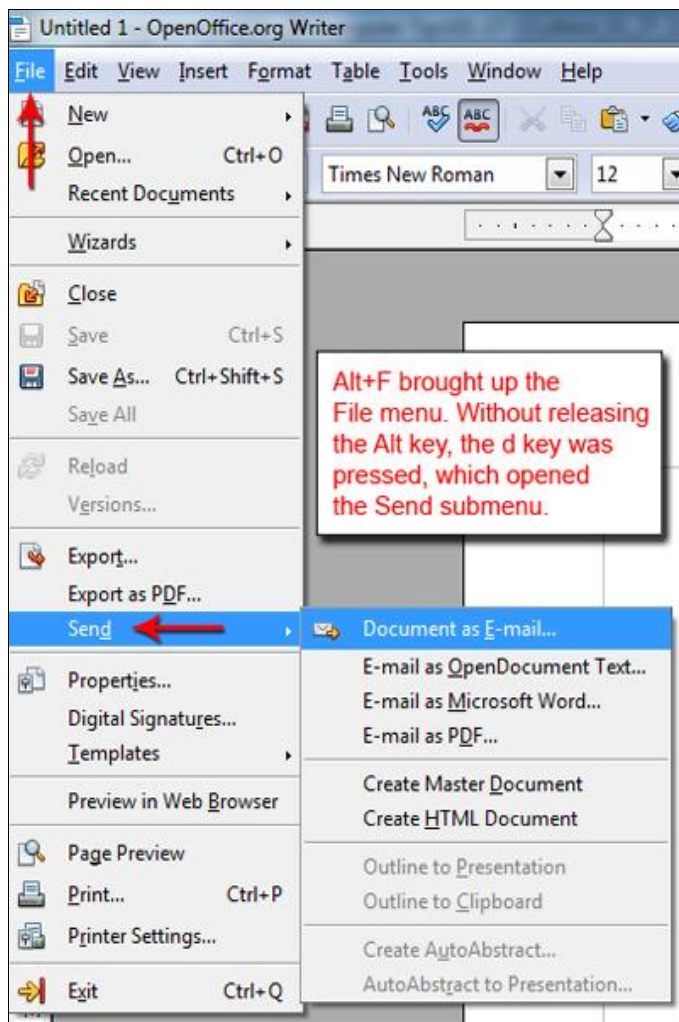 Untitled 1 - OpenOffice.org Writer
File Edit View Insert Format Table Tools Window Help
New
Open... Ctrl+O
Recent Documents
Wizards
Close
Save Ctrl+S
Save As... Ctrl+Shift+S
Save All
Reload
Versions...
Export...
Export as PDF...
Send
Properties...
Digital Signatures...
Templates
Preview in Web Browser
Page Preview
Print... Ctrl+P
Printer Settings...
Exit Ctrl+Q
ABC ABC
Times New Roman 12
Alt+F brought up the
File menu. Without releasing
the Alt key, the d key was
pressed, which opened
the Send submenu.
Document as E-mail...
E-mail as OpenDocument Text...
E-mail as Microsoft Word...
E-mail as PDF...
Create Master Document
Create HTML Document
Outline to Presentation
Outline to Clipboard
Create AutoAbstract...
AutoAbstract to Presentation...